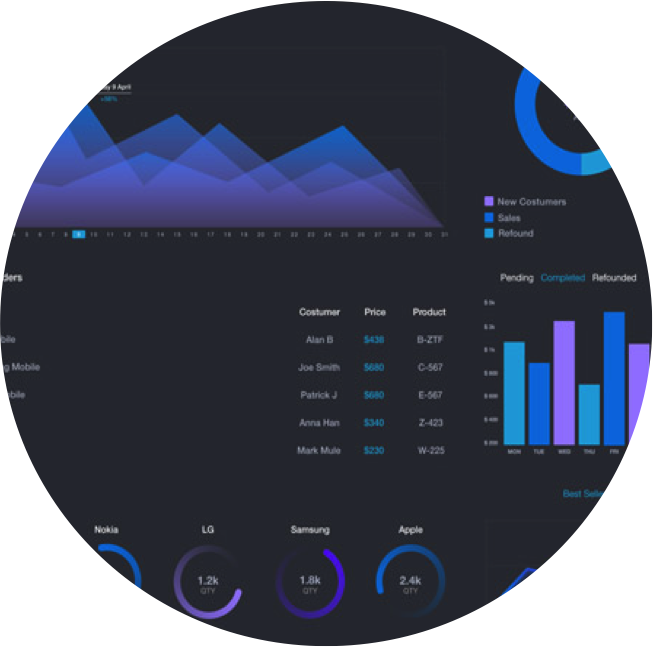 ay 9 April
+38%
5 6 7 8 9 10 11 12 13 14 15 16 17 18 19 20 21 22 23 24 25 26 27 28 29 30 31
New Costumers
Sales
Refound
ders
Pending Completed Refounded
Costumer Price Product
bile Alan B $438 B-ZTF
g Mobile Joe Smith $680 C-567
obile Patrick J $680 E-567
Anna Han $340 Z-423
Mark Mule $230 W-225
$ 5k
$ 3k
$ 1k
$ 800
$ 600
$ 400
$ 200
MON TUE WED THU FRI
Best Selle
Nokia LG Samsung Apple
1.2k 1.8k 2.4k
QTY QTY QTY